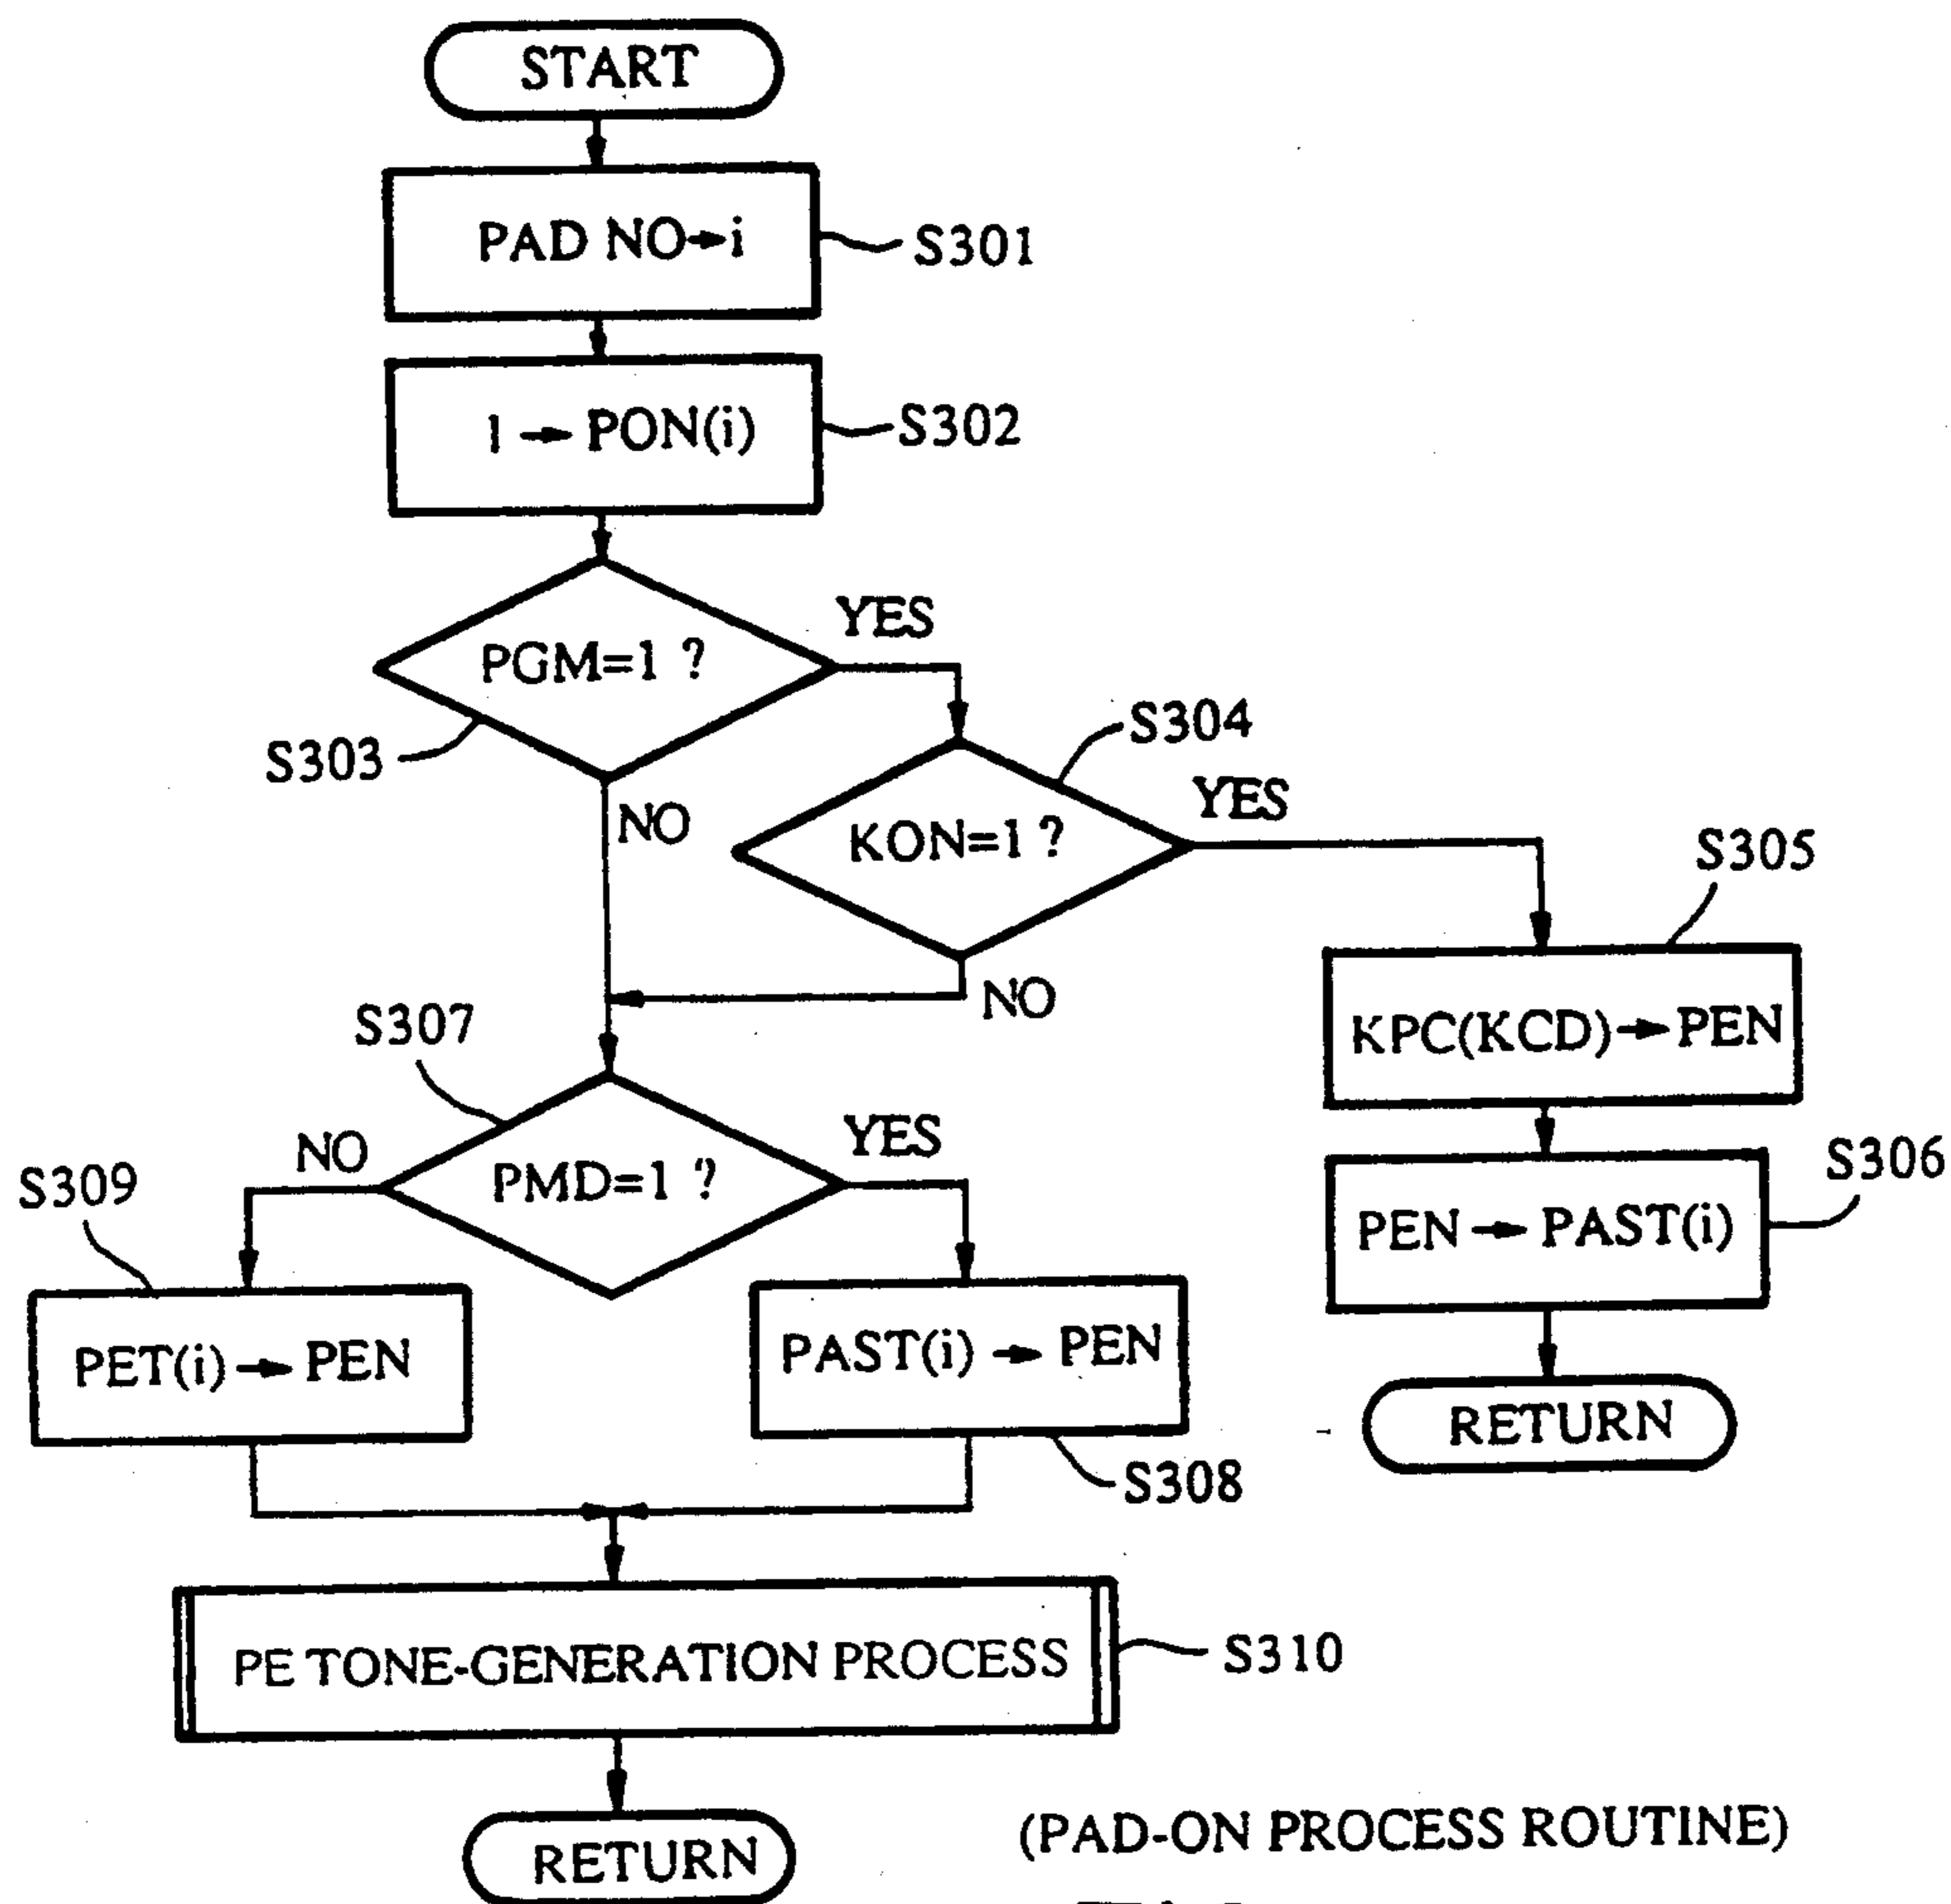 START
PAD NO→i
S301
1→PON(i)
S302
PGM=1 ?
YES
S303
NO
S304
KON=1 ?
YES
NO
S305
KPC(KCD)→PEN
S306
PEN→PAST(i)
RETURN
S307
PMD=1 ?
NO
YES
S309
PET(i)→PEN
PAST(i)→PEN
S308
PE TONE-GENERATION PROCESS
S310
RETURN
(PAD-ON PROCESS ROUTINE)